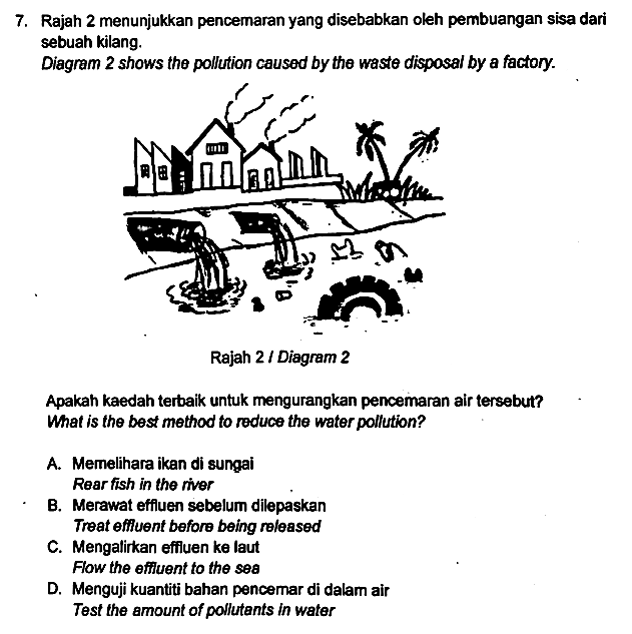 7. Rajah 2 menunjukkan pencemaran yang disebabkan oleh pembuangan sisa dari
sebuah kilang.
Diagram 2 shows the pollution caused by the waste disposal by a factory.
Rajah 2 / Diagram 2
Apakah kaedah terbaik untuk mengurangkan pencemaran air tersebut?
What is the best method to reduce the water pollution?
A. Memelihara ikan di sungai
Rear fish in the river
B. Merawat effluen sebelum dilepaskan
Treat effluent before being released
C. Mengalirkan effluen ke laut
Flow the effluent to the sea
D. Menguji kuantiti bahan pencemar di dalam air
Test the amount of pollutants in water